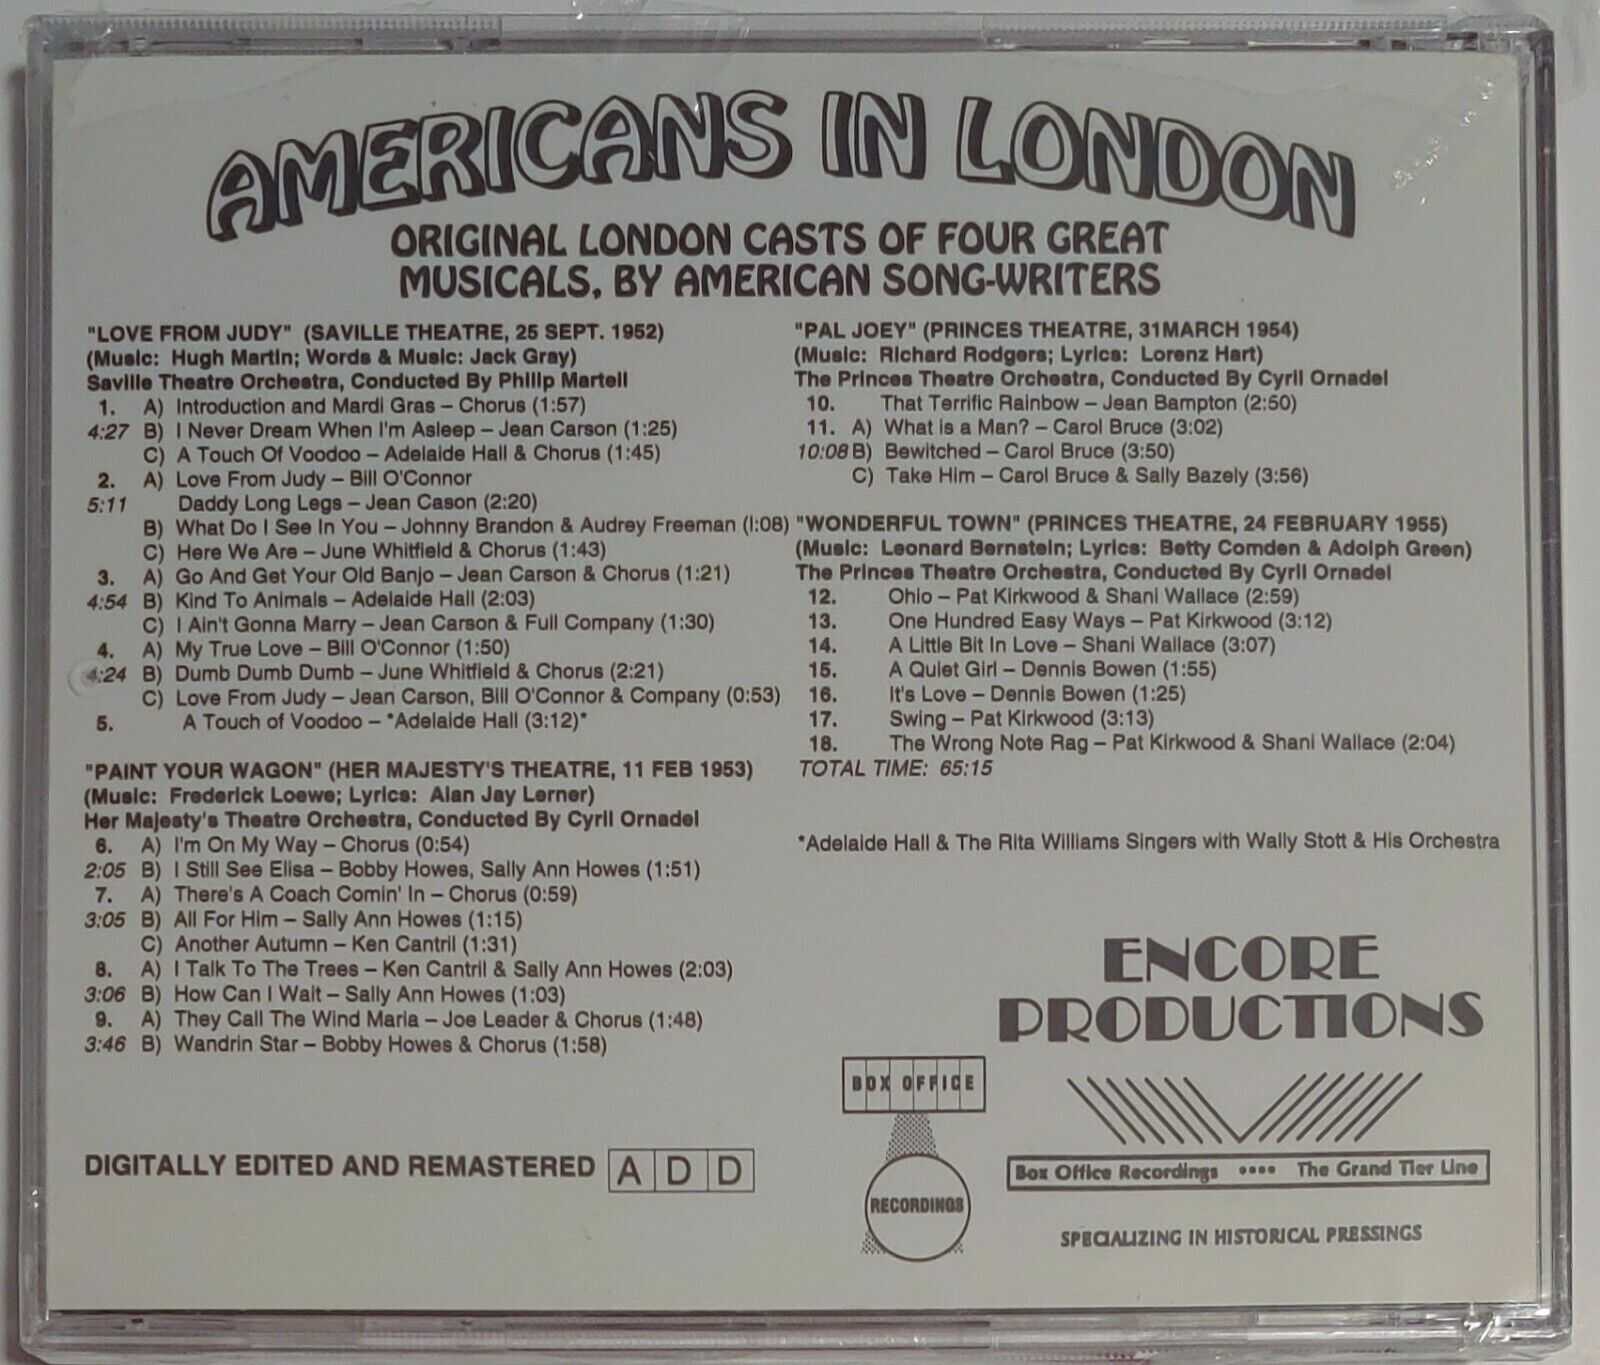 AMERICANS IN LONDON
ORIGINAL LONDON CASTS OF FOUR GREAT
MUSICALS, BY AMERICAN SONG-WRITERS
"LOVE FROM JUDY" (SAVILLE THEATRE, 25 SEPT. 1952)
(Music: Hugh Martin; Words & Music: Jack Gray)
Saville Theatre Orchestra, Conducted By Philip Martell
1. A) Introduction and Mardi Gras – Chorus (1:57)
4:27 B) I Never Dream When I'm Asleep – Jean Carson (1:25)
C) A Touch Of Voodoo – Adelaide Hall & Chorus (1:45)
2. A) Love From Judy – Bill O'Connor
5:11 Daddy Long Legs – Jean Cason (2:20)
B) What Do I See In You – Johnny Brandon & Audrey Freeman (I:08)
C) Here We Are – June Whitfield & Chorus (1:43)
3. A) Go And Get Your Old Banjo – Jean Carson & Chorus (1:21)
4:54 B) Kind To Animals – Adelaide Hall (2:03)
C) I Ain't Gonna Marry – Jean Carson & Full Company (1:30)
4. A) My True Love – Bill O'Connor (1:50)
4:24 B) Dumb Dumb Dumb – June Whitfield & Chorus (2:21)
C) Love From Judy – Jean Carson, Bill O'Connor & Company (0:53)
5. A Touch of Voodoo – *Adelaide Hall (3:12)*
"PAINT YOUR WAGON" (HER MAJESTY'S THEATRE, 11 FEB 1953)
(Music: Frederick Loewe; Lyrics: Alan Jay Lerner)
Her Majesty's Theatre Orchestra, Conducted By Cyril Ornadel
6. A) I'm On My Way – Chorus (0:54)
2:05 B) I Still See Elisa – Bobby Howes, Sally Ann Howes (1:51)
7. A) There's A Coach Comin' In – Chorus (0:59)
3:05 B) All For Him – Sally Ann Howes (1:15)
C) Another Autumn – Ken Cantril (1:31)
8. A) I Talk To The Trees – Ken Cantril & Sally Ann Howes (2:03)
3:06 B) How Can I Wait – Sally Ann Howes (1:03)
9. A) They Call The Wind Maria – Joe Leader & Chorus (1:48)
3:46 B) Wandrin Star – Bobby Howes & Chorus (1:58)
DIGITALLY EDITED AND REMASTERED A D D
"PAL JOEY" (PRINCES THEATRE, 31MARCH 1954)
(Music: Richard Rodgers; Lyrics: Lorenz Hart)
The Princes Theatre Orchestra, Conducted By Cyril Ornadel
10. That Terrific Rainbow – Jean Bampton (2:50)
11. A) What is a Man? – Carol Bruce (3:02)
10:08 B) Bewitched – Carol Bruce (3:50)
C) Take Him – Carol Bruce & Sally Bazely (3:56)
"WONDERFUL TOWN" (PRINCES THEATRE, 24 FEBRUARY 1955)
(Music: Leonard Bernstein; Lyrics: Betty Comden & Adolph Green)
The Princes Theatre Orchestra, Conducted By Cyril Ornadel
12. Ohio – Pat Kirkwood & Shani Wallace (2:59)
13. One Hundred Easy Ways – Pat Kirkwood (3:12)
14. A Little Bit In Love – Shani Wallace (3:07)
15. A Quiet Girl – Dennis Bowen (1:55)
16. It's Love – Dennis Bowen (1:25)
17. Swing – Pat Kirkwood (3:13)
18. The Wrong Note Rag – Pat Kirkwood & Shani Wallace (2:04)
TOTAL TIME: 65:15
*Adelaide Hall & The Rita Williams Singers with Wally Stott & His Orchestra
ENCORE
PRODUCTIONS
BOX OFFICE
RECORDINGS
Box Office Recordings •••• The Grand Tier Line
SPECIALIZING IN HISTORICAL PRESSINGS